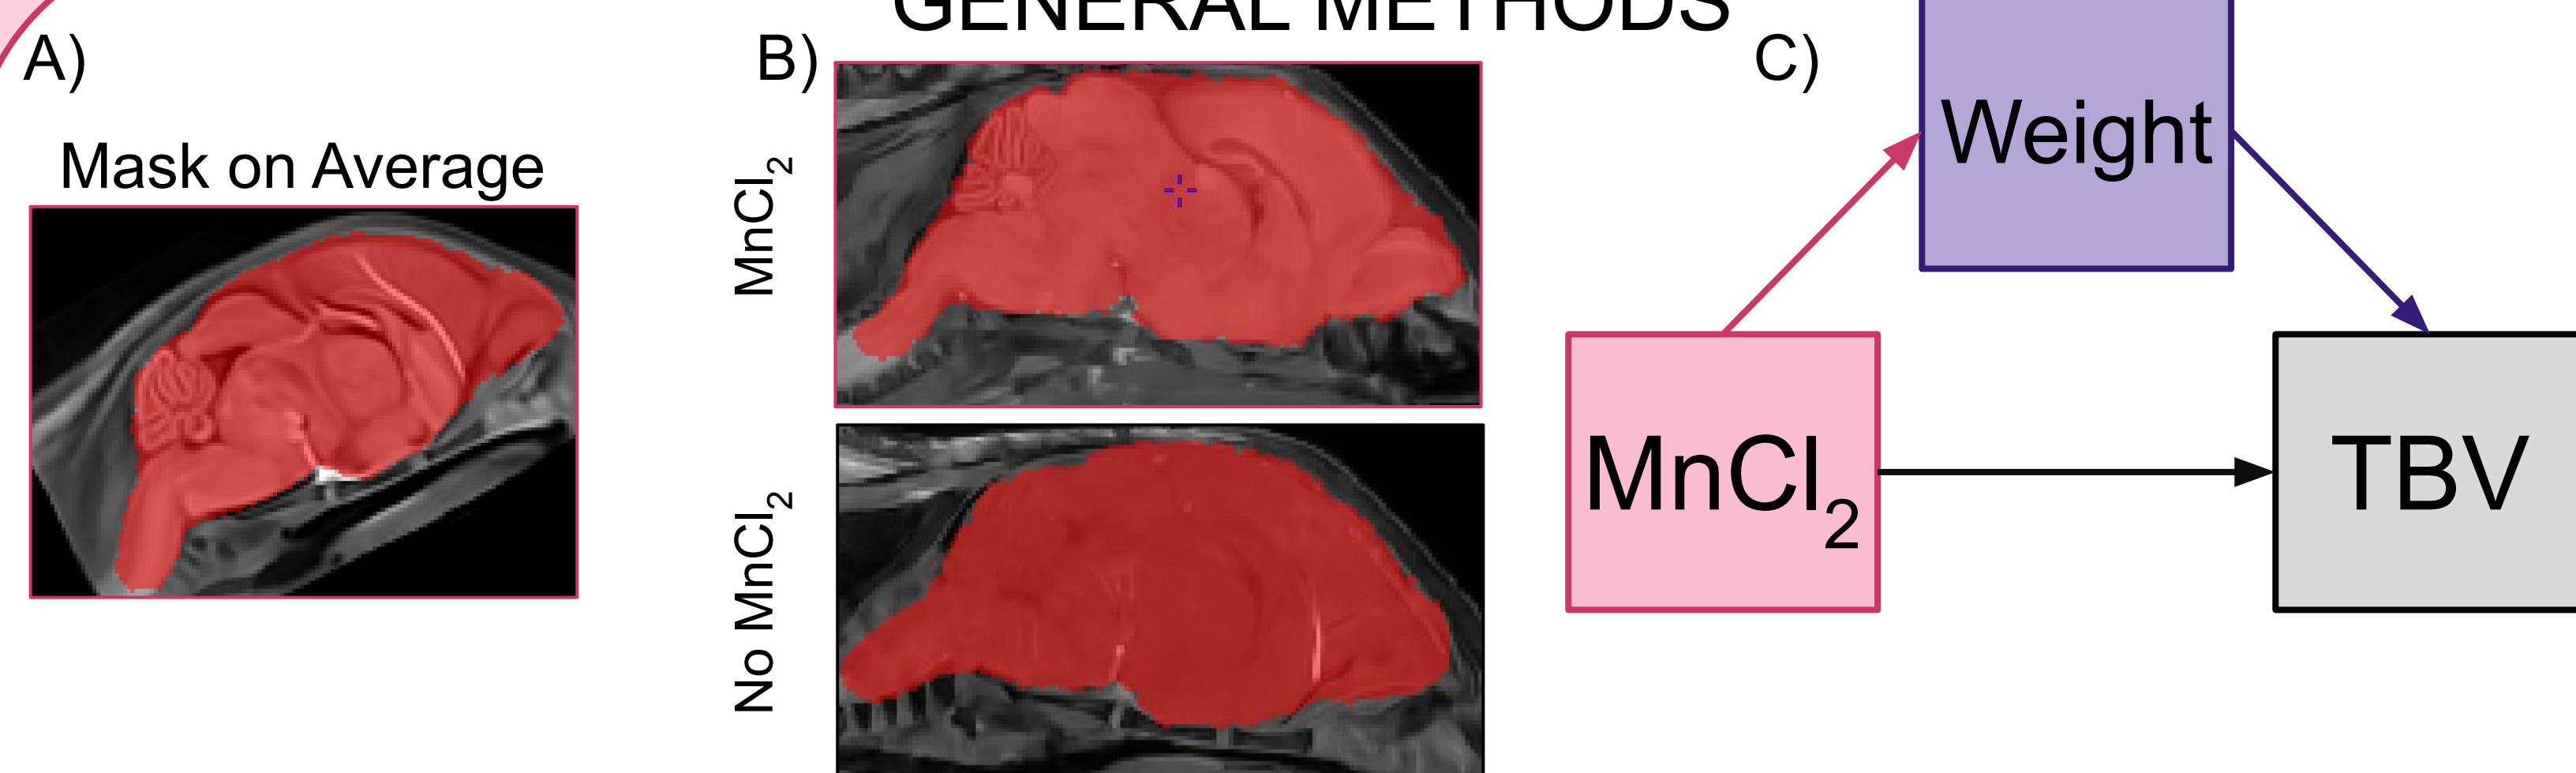 GENERAL METHODS
A)
Mask on Average
B)
MnCl₂
No MnCl₂
C)
Weight
MnCl₂
TBV